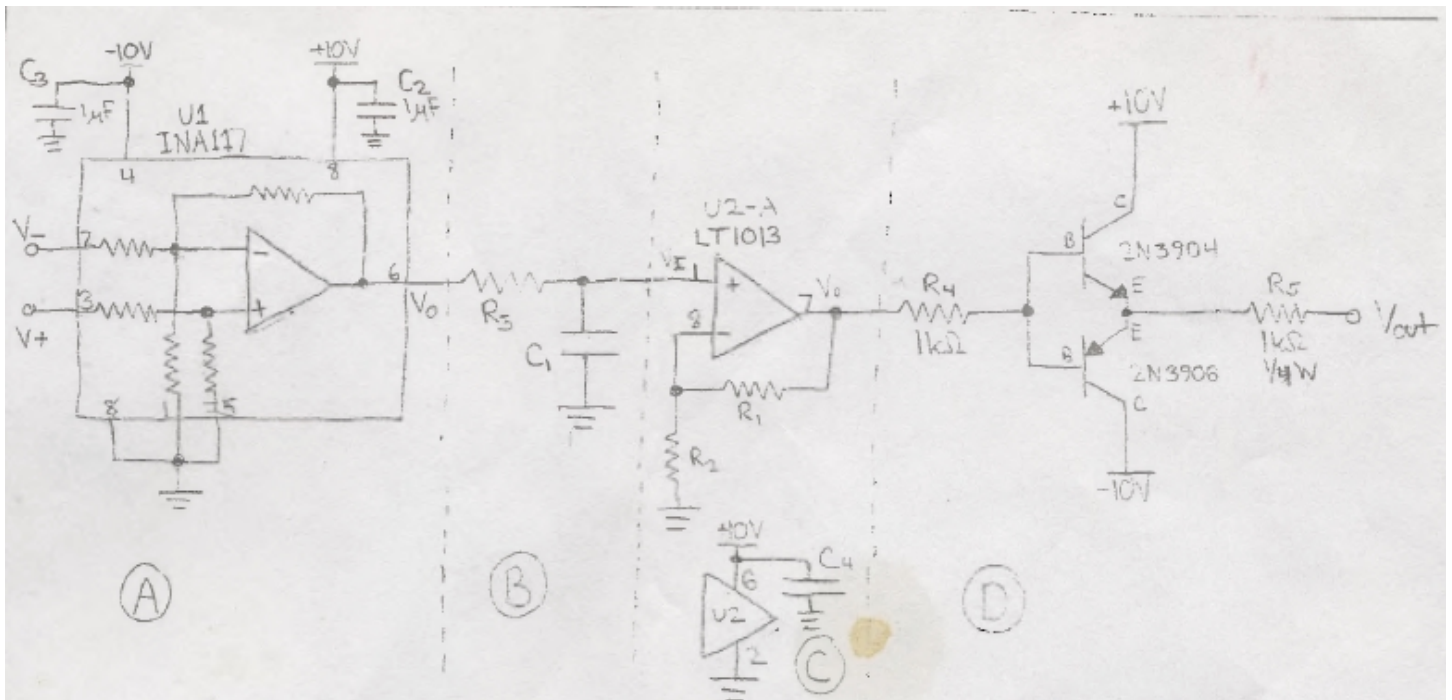 -10V
+10V
C3
1µF
C2
1µF
U1
INA117
4
8
V-
2
3
V+
6
Vo
8
5
A
R3
C1
B
U2-A
LT1013
VI
1
+
8
-
7
Vo
R1
R2
+10V
6
C4
U2
2
C
+10V
C
B
2N3904
E
R4
1kΩ
R5
1kΩ
1/4W
Vout
E
B
2N3906
C
-10V
D